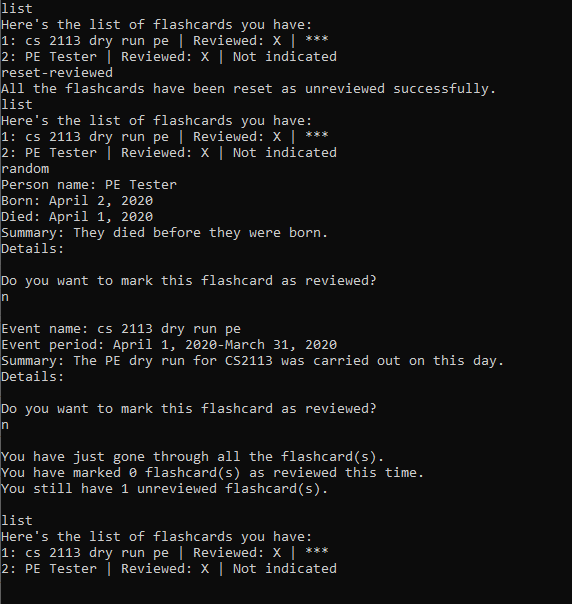 list
Here's the list of flashcards you have:
1: cs 2113 dry run pe | Reviewed: X | ***
2: PE Tester | Reviewed: X | Not indicated
reset-reviewed
All the flashcards have been reset as unreviewed successfully.
list
Here's the list of flashcards you have:
1: cs 2113 dry run pe | Reviewed: X | ***
2: PE Tester | Reviewed: X | Not indicated
random
Person name: PE Tester
Born: April 2, 2020
Died: April 1, 2020
Summary: They died before they were born.
Details:
Do you want to mark this flashcard as reviewed?
n
Event name: cs 2113 dry run pe
Event period: April 1, 2020-March 31, 2020
Summary: The PE dry run for CS2113 was carried out on this day.
Details:
Do you want to mark this flashcard as reviewed?
n
You have just gone through all the flashcard(s).
You have marked 0 flashcard(s) as reviewed this time.
You still have 1 unreviewed flashcard(s).
list
Here's the list of flashcards you have:
1: cs 2113 dry run pe | Reviewed: X | ***
2: PE Tester | Reviewed: X | Not indicated